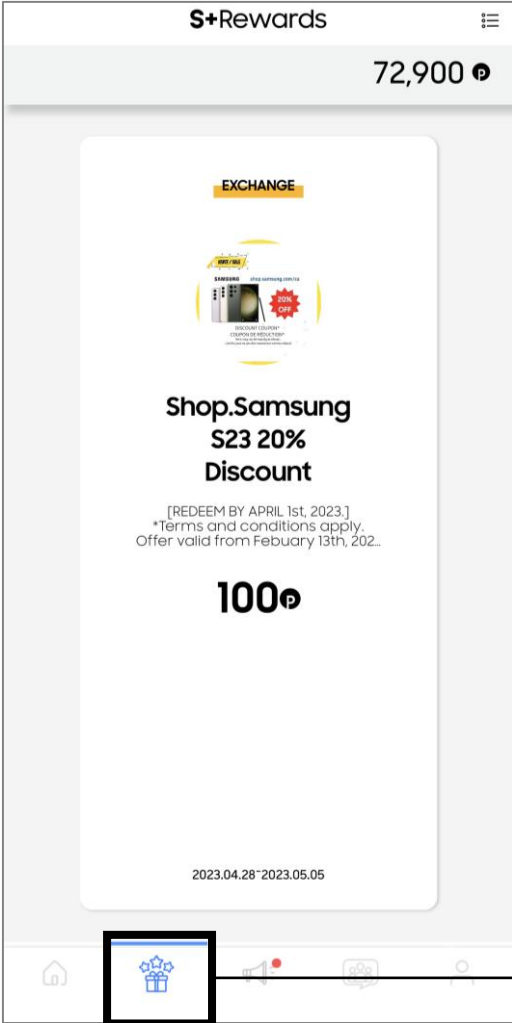 S+Rewards
72,900 P
EXCHANGE
SAMSUNG shop.samsung.com/ca
20%
OFF
DISCOUNT COUPON*
COUPON DE RÉDUCTION*
Shop.Samsung
S23 20%
Discount
[REDEEM BY APRIL 1st, 2023.]
*Terms and conditions apply.
Offer valid from Febuary 13th, 202...
100P
2023.04.28~2023.05.05